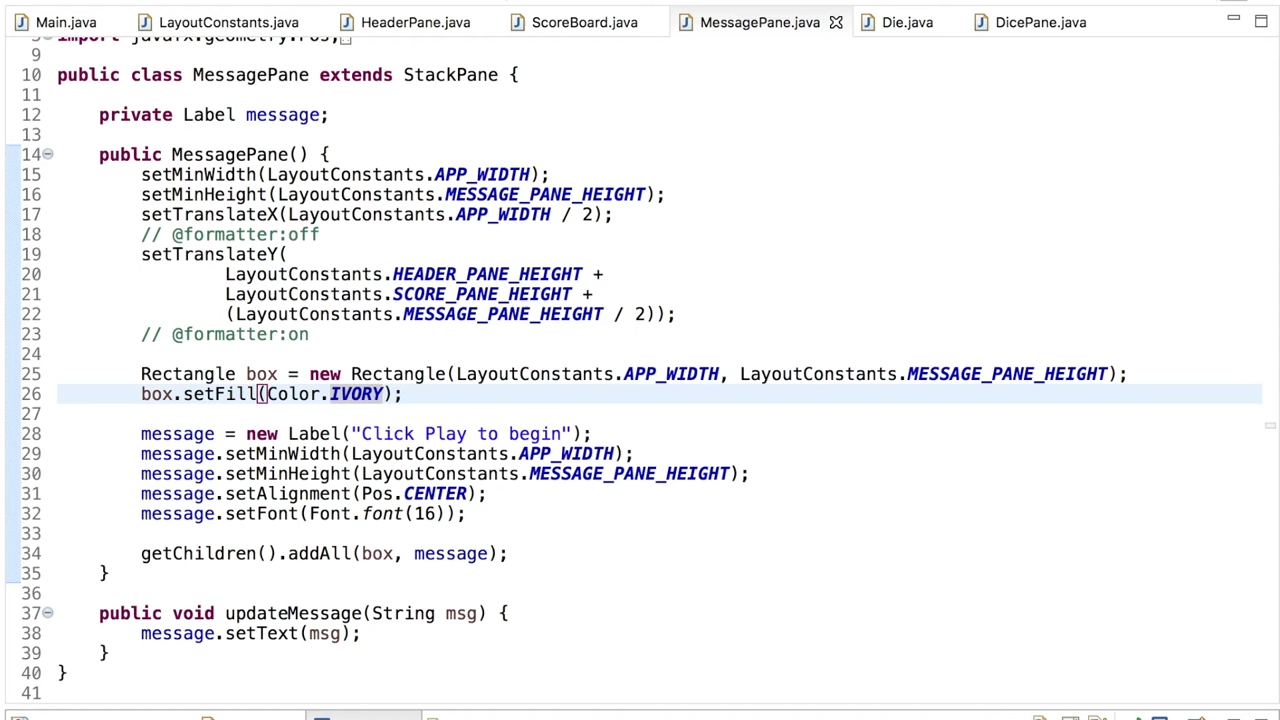 Main.java LayoutConstants.java HeaderPane.java ScoreBoard.java MessagePane.java Die.java DicePane.java
import javafx.geometry.Pos;
9
10 public class MessagePane extends StackPane {
11
12 private Label message;
13
14 public MessagePane() {
15 setMinWidth(LayoutConstants.APP_WIDTH);
16 setMinHeight(LayoutConstants.MESSAGE_PANE_HEIGHT);
17 setTranslateX(LayoutConstants.APP_WIDTH / 2);
18 // @formatter:off
19 setTranslateY(
20 LayoutConstants.HEADER_PANE_HEIGHT +
21 LayoutConstants.SCORE_PANE_HEIGHT +
22 (LayoutConstants.MESSAGE_PANE_HEIGHT / 2));
23 // @formatter:on
24
25 Rectangle box = new Rectangle(LayoutConstants.APP_WIDTH, LayoutConstants.MESSAGE_PANE_HEIGHT);
26 box.setFill(Color.IVORY);
27
28 message = new Label("Click Play to begin");
29 message.setMinWidth(LayoutConstants.APP_WIDTH);
30 message.setMinHeight(LayoutConstants.MESSAGE_PANE_HEIGHT);
31 message.setAlignment(Pos.CENTER);
32 message.setFont(Font.font(16));
33
34 getChildren().addAll(box, message);
35 }
36
37 public void updateMessage(String msg) {
38 message.setText(msg);
39 }
40 }
41